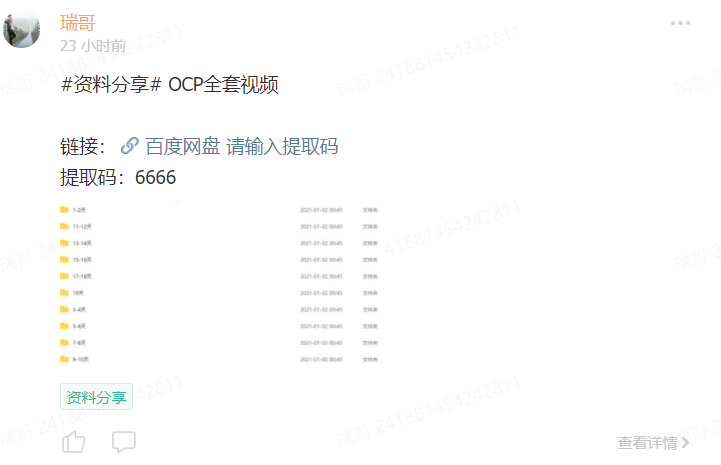 瑞哥
23 小时前
#资料分享# OCP全套视频
链接： 百度网盘 请输入提取码
提取码：6666
1-2天 2021-01-02 00:45 文件夹
11-12天 2021-01-02 00:45 文件夹
13-14天 2021-01-02 00:45 文件夹
15-16天 2021-01-02 00:45 文件夹
17-18天 2021-01-02 00:45 文件夹
19天 2021-01-02 00:45 文件夹
3-4天 2021-01-02 00:45 文件夹
5-6天 2021-01-02 00:45 文件夹
7-8天 2021-01-02 00:45 文件夹
9-10天 2021-01-02 00:45 文件夹
资料分享
查看详情
瑞哥 241881454242811